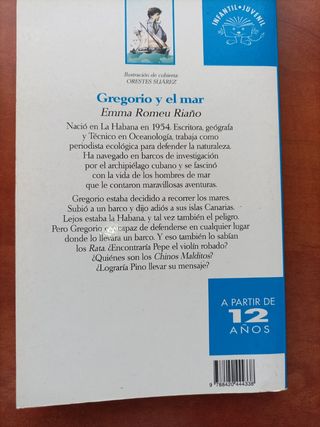 INFANTIL • JUVENIL
Ilustración de cubierta
ORESTES SUÁREZ
Gregorio y el mar
Emma Romeu Riaño
Nació en La Habana en 1954. Escritora, geógrafa
y Técnico en Oceanología, trabaja como
periodista ecológica para defender la naturaleza.
Ha navegado en barcos de investigación
por el archipiélago cubano y se fascinó
con la vida de los hombres de mar
que le contaron maravillosas aventuras.
Gregorio estaba decidido a recorrer los mares.
Subió a un barco y dijo adiós a sus islas Canarias.
Lejos estaba la Habana, y tal vez también el peligro.
Pero Gregorio era capaz de defenderse en cualquier lugar
donde lo llevara un barco. Y eso también lo sabían
los Rata. ¿Encontraría Pepe el violín robado?
¿Quiénes son los Chinos Malditos?
¿Lograría Pino llevar su mensaje?
A PARTIR DE
12
AÑOS
9 788420 444338